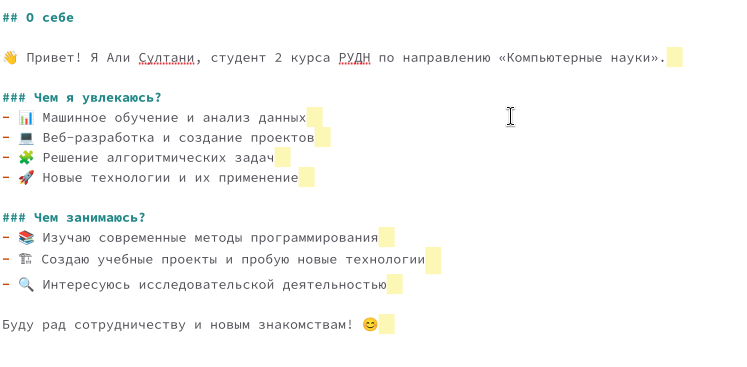 ## О себе
👋 Привет! Я Али Султани, студент 2 курса РУДН по направлению «Компьютерные науки».
### Чем я увлекаюсь?
- 📊 Машинное обучение и анализ данных
- 💻 Веб-разработка и создание проектов
- 🧩 Решение алгоритмических задач
- 🚀 Новые технологии и их применение
### Чем занимаюсь?
- 📚 Изучаю современные методы программирования
- 🏗 Создаю учебные проекты и пробую новые технологии
- 🔍 Интересуюсь исследовательской деятельностью
Буду рад сотрудничеству и новым знакомствам! 😊